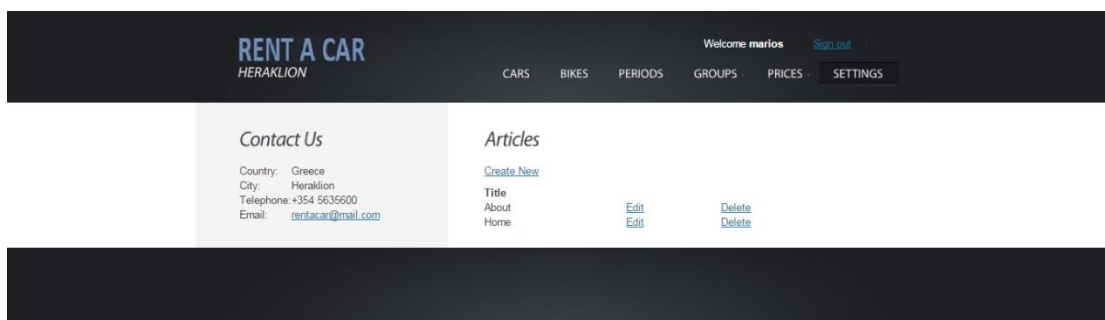 RENT A CAR
HERAKLION
Welcome marios Sign out
CARS BIKES PERIODS GROUPS PRICES SETTINGS
Contact Us
Country: Greece
City: Heraklion
Telephone:+354 5635600
Email: rentacar@mail.com
Articles
Create New
Title
About Edit Delete
Home Edit Delete